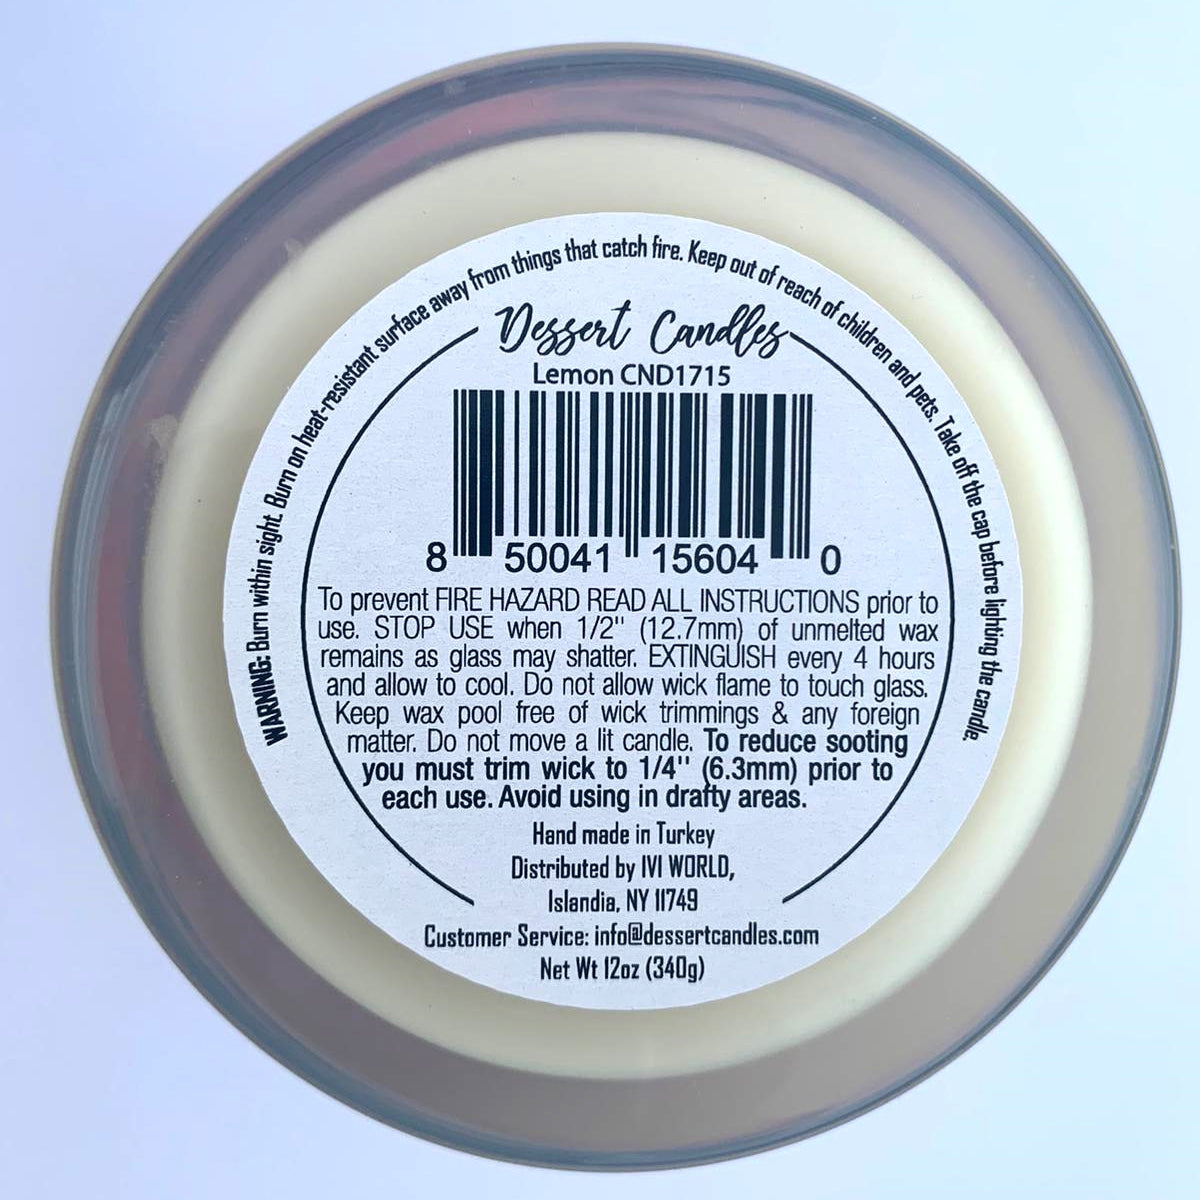 WARNING: Burn within sight. Burn on heat-resistant surface away from things that catch fire. Keep out of reach of children and pets. Take off the cap before lighting the candle.
Dessert Candles
Lemon CND1715
8 50041 15604 0
To prevent FIRE HAZARD READ ALL INSTRUCTIONS prior to
use. STOP USE when 1/2" (12.7mm) of unmelted wax
remains as glass may shatter. EXTINGUISH every 4 hours
and allow to cool. Do not allow wick flame to touch glass.
Keep wax pool free of wick trimmings & any foreign
matter. Do not move a lit candle. To reduce sooting
you must trim wick to 1/4" (6.3mm) prior to
each use. Avoid using in drafty areas.
Hand made in Turkey
Distributed by IVI WORLD,
Islandia, NY 11749
Customer Service: info@dessertcandles.com
Net Wt 12oz (340g)